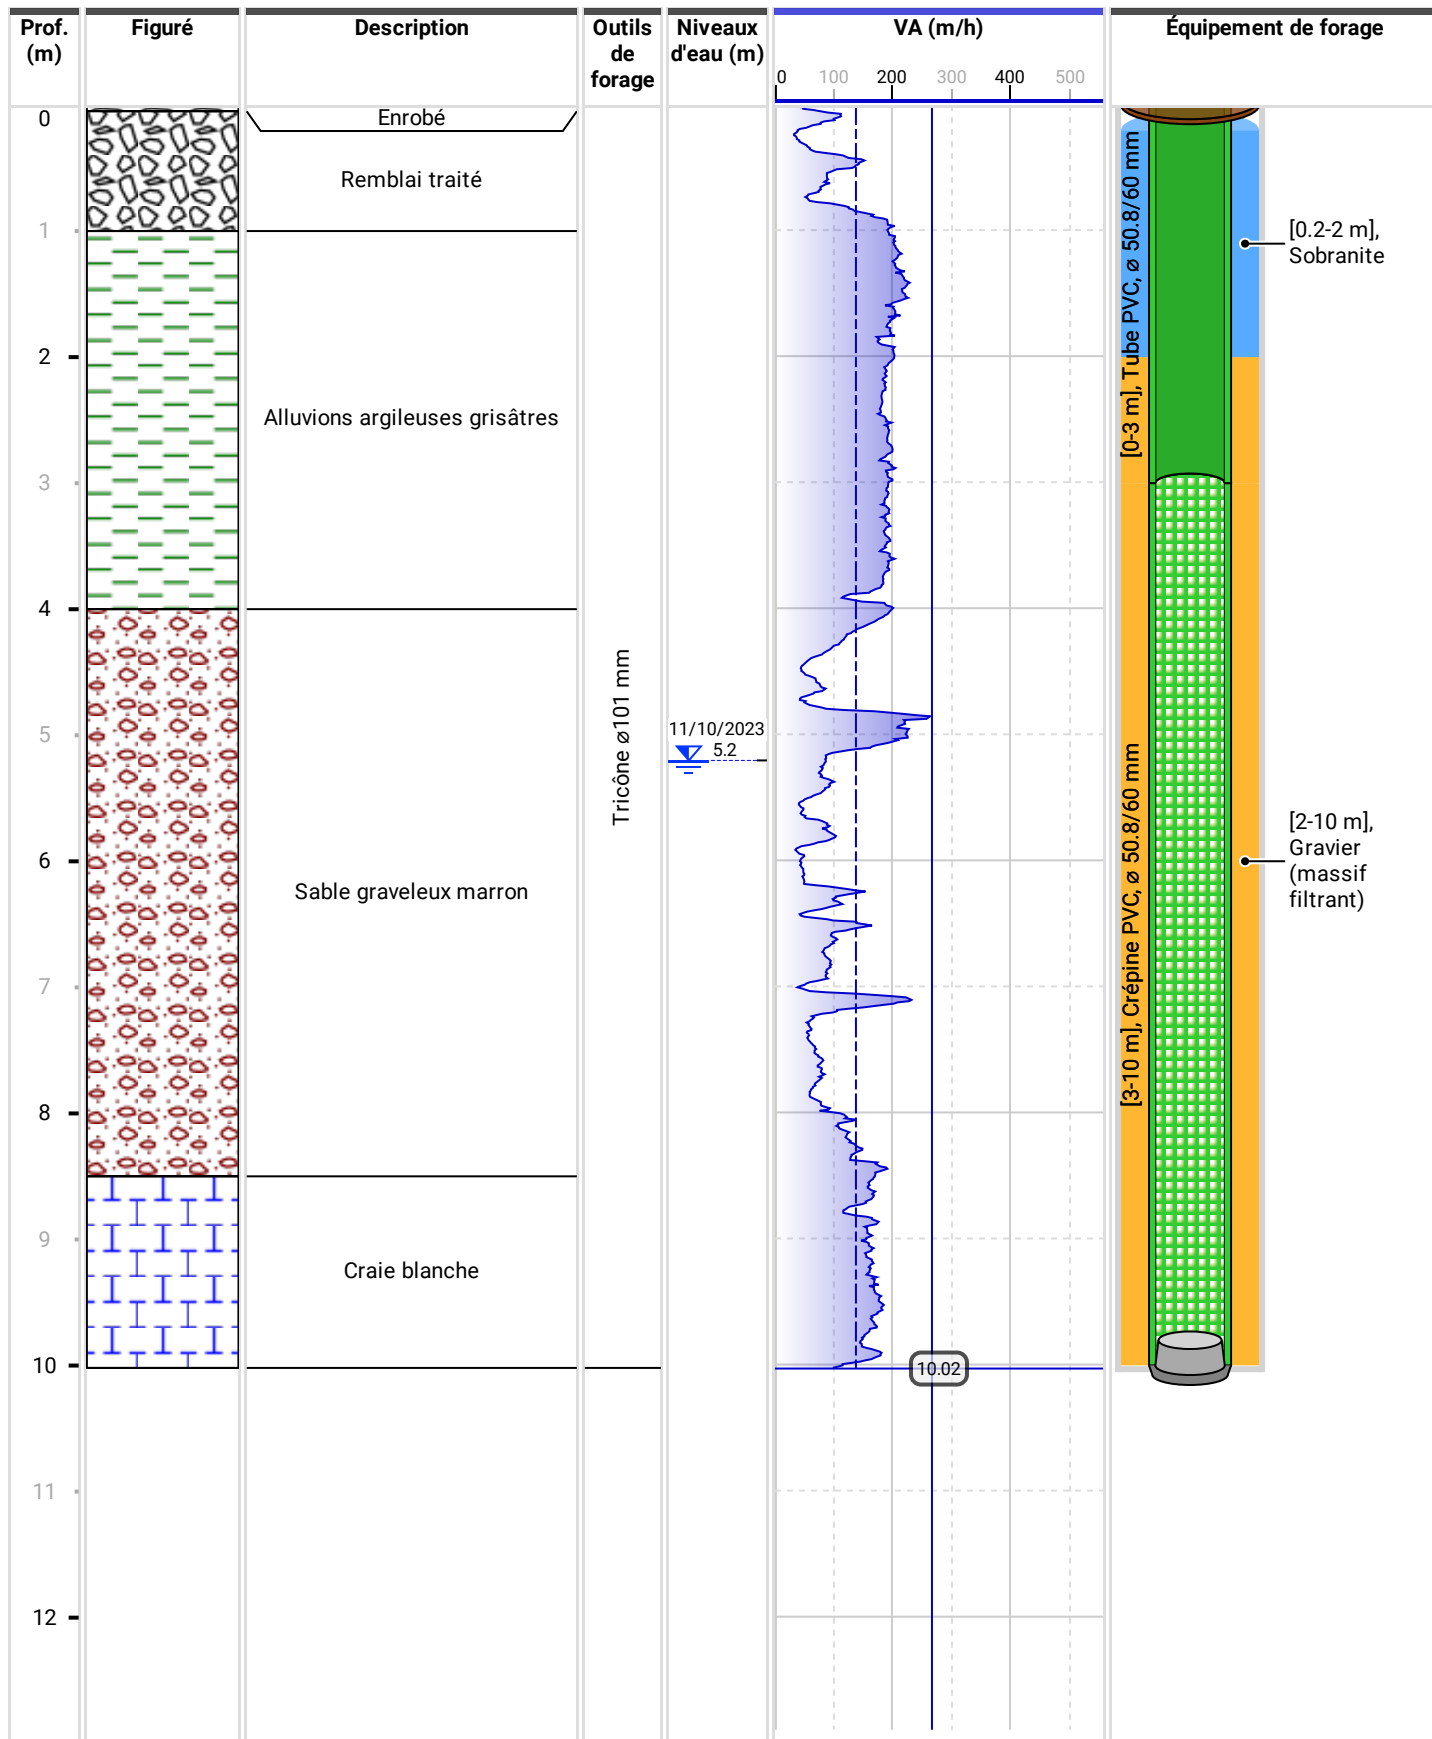 Prof.
(m)
Figuré
Description
Outils
de
forage
Niveaux
d'eau (m)
VA (m/h)
Équipement de forage
0 100 200 300 400 500
0
1
2
3
4
5
6
7
8
9
10
11
12
Enrobé
Remblai traité
Alluvions argileuses grisâtres
Sable graveleux marron
Craie blanche
Tricône ⌀101 mm
11/10/2023
5.2
10.02
[0-3 m], Tube PVC, ⌀ 50.8/60 mm
[3-10 m], Crépine PVC, ⌀ 50.8/60 mm
[0.2-2 m],
Sobranite
[2-10 m],
Gravier
(massif
filtrant)